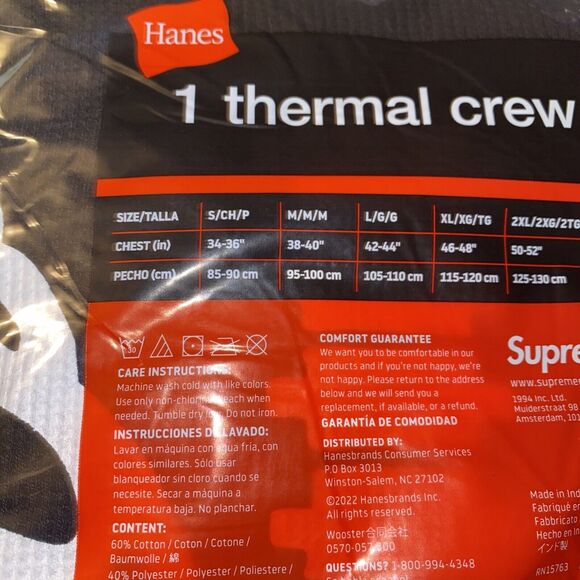 Hanes
1 thermal crew
SIZE/TALLA S/CH/P M/M/M L/G/G XL/XG/TG 2XL/2XG/2TG
CHEST (in) 34-36" 38-40" 42-44" 46-48" 50-52"
PECHO (cm) 85-90 cm 95-100 cm 105-110 cm 115-120 cm 125-130 cm
30
CARE INSTRUCTIONS:
Machine wash cold with like colors.
Use only non-chlorine bleach when
needed. Tumble dry low. Do not iron.
INSTRUCCIONES DE LAVADO:
Lavar en máquina con agua fría, con
colores similares. Sólo usar
blanqueador sin cloro cuando se
necesite. Secar a máquina a
temperatura baja. No planchar.
CONTENT:
60% Cotton / Coton / Cotone /
Baumwolle / 綿
40% Polyester / Polyester / Poliestere /
COMFORT GUARANTEE
We want you to be comfortable in our
products and if you're not happy, we're
not happy. Please return to the address
below and we will send you a
replacement, if available, or a refund.
GARANTÍA DE COMODIDAD
DISTRIBUTED BY:
Hanesbrands Consumer Services
P.O Box 3013
Winston-Salem, NC 27102
©2022 Hanesbrands Inc.
All rights reserved.
Wooster合同会社
0570-057-800
QUESTIONS? 1-800-994-4348
Supre
www.supreme
1994 Inc. Ltd.
Muiderstraat 9B
Amsterdam, 101
Made in Ind
Fabriqué en
Fabbricato
Hecho en In
インド製
RN15763